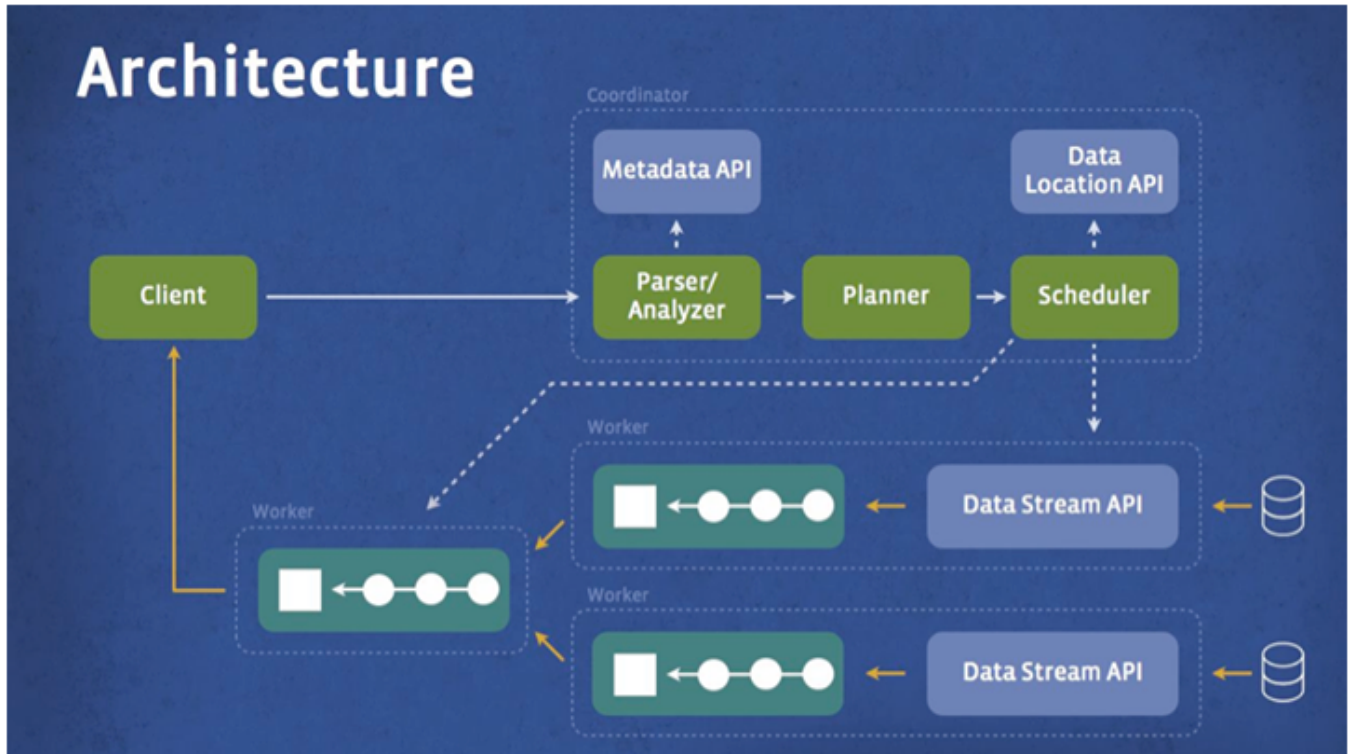 Architecture
Coordinator
Metadata API
Data
Location API
Client
Parser/
Analyzer
Planner
Scheduler
Worker
Data Stream API
Worker
Worker
Data Stream API